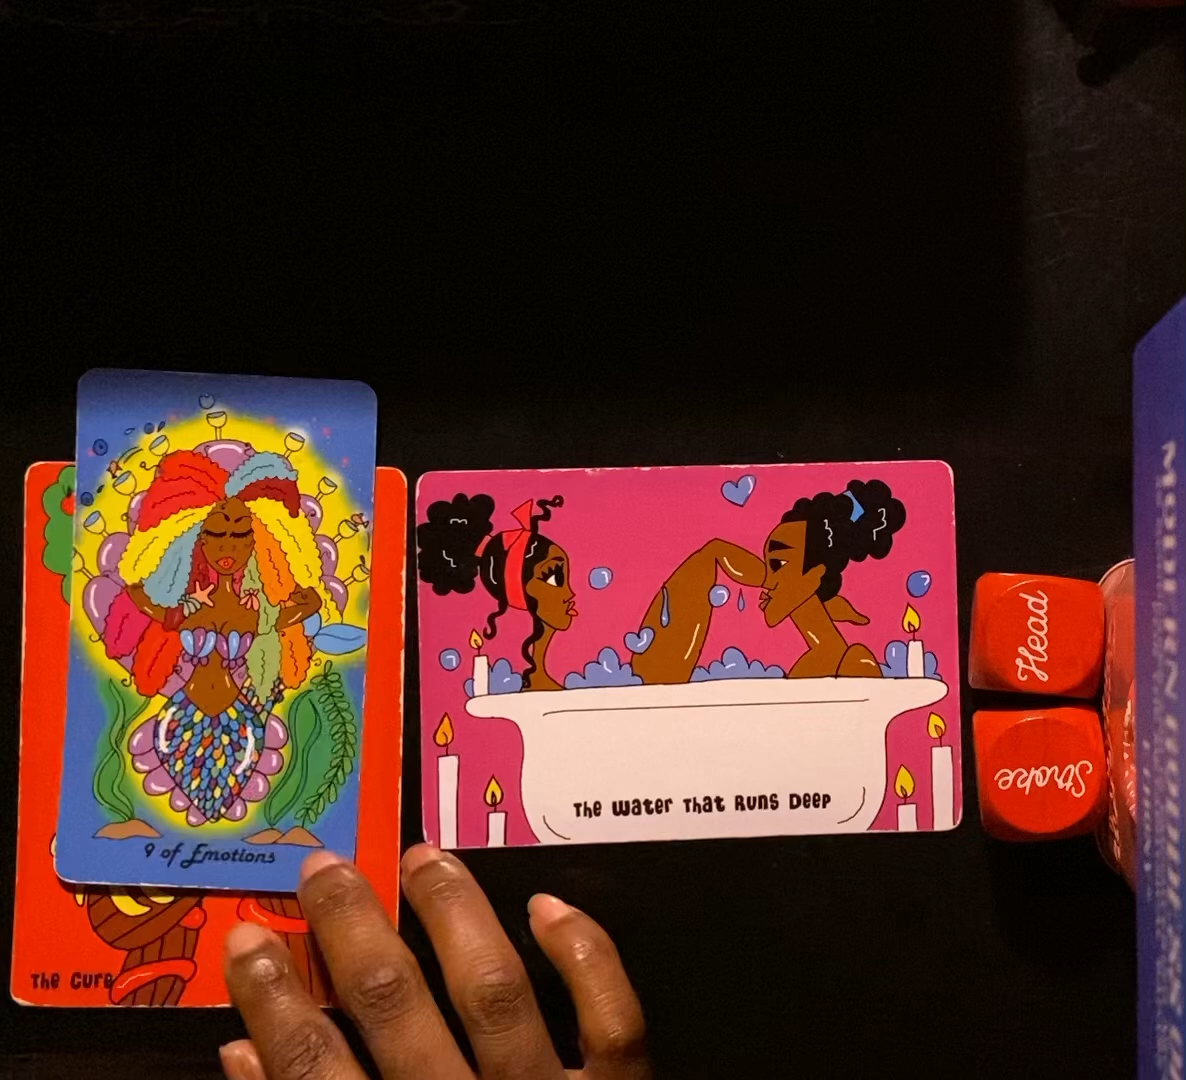 9 of Emotions
The Cure
The Water That Runs Deep
Head
Stroke